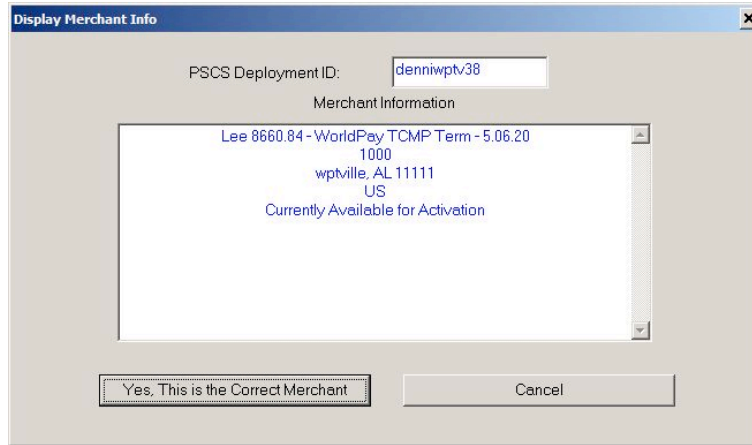 Display Merchant Info
PSCS Deployment ID: denniwptv38
Merchant Information
Lee 8660.84 - WorldPay TCMP Term - 5.06.20
1000
wptville, AL 11111
US
Currently Available for Activation
Yes, This is the Correct Merchant Cancel